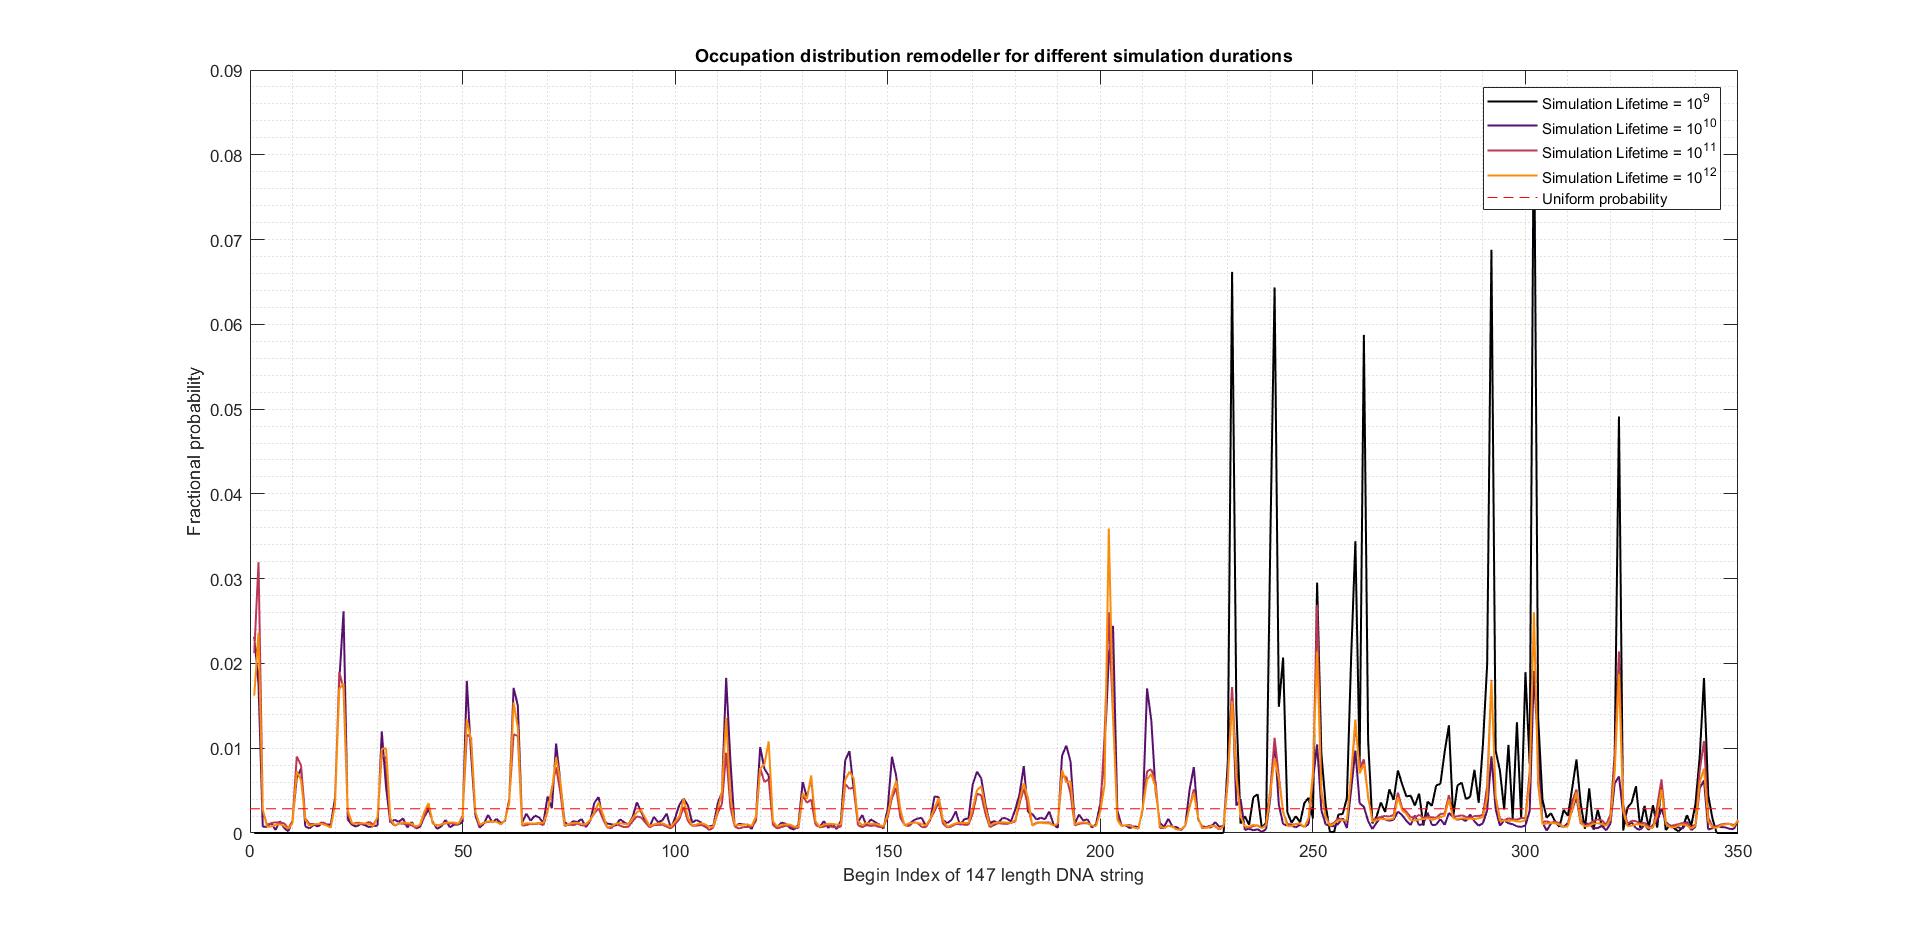 Occupation distribution remodeller for different simulation durations
0.09
0.08
0.07
0.06
0.05
0.04
0.03
0.02
0.01
0
Fractional probability
Simulation Lifetime = 10^9
Simulation Lifetime = 10^10
Simulation Lifetime = 10^11
Simulation Lifetime = 10^12
Uniform probability
0 50 100 150 200 250 300 350
Begin Index of 147 length DNA string